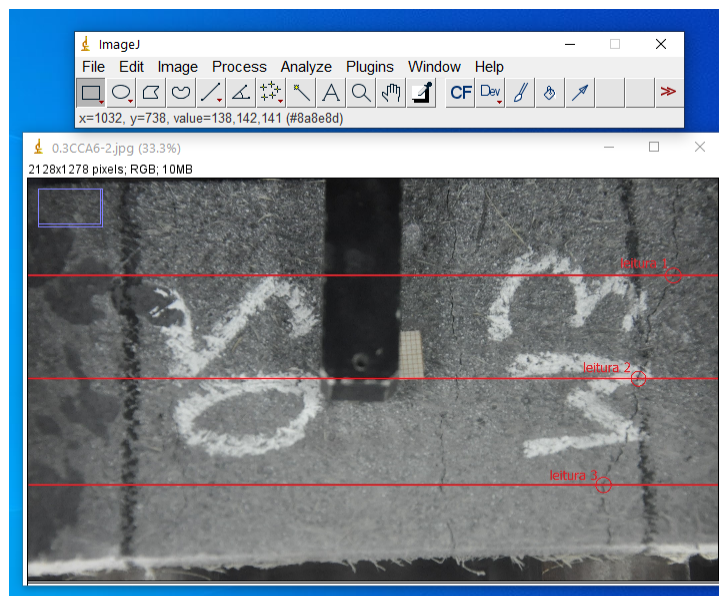 ImageJ
File Edit Image Process Analyze Plugins Window Help
A CF Dev
x=1032, y=738, value=138,142,141 (#8a8e8d)
0.3CCA6-2.jpg (33.3%)
2128x1278 pixels; RGB; 10MB
leitura 1
leitura 2
leitura 3